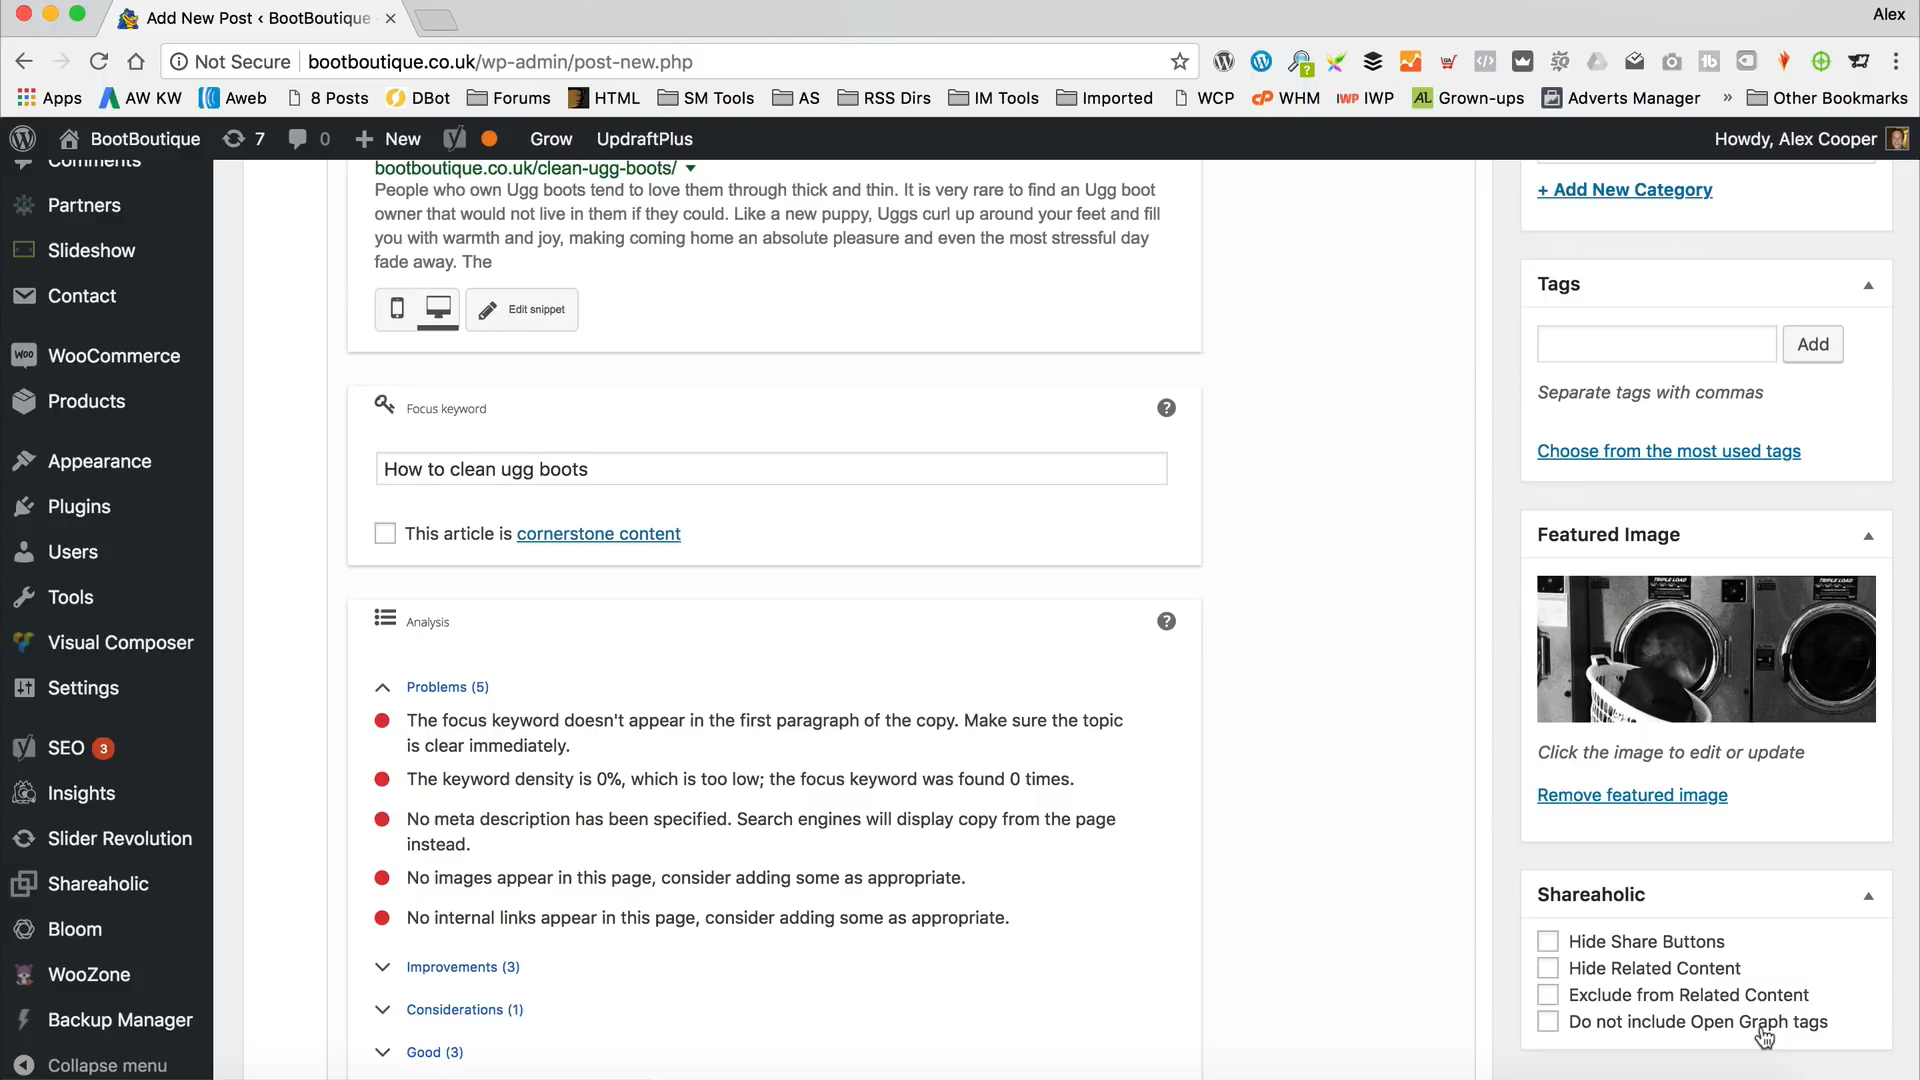 Add New Post ‹ BootBoutique
Alex
Not Secure
bootboutique.co.uk/wp-admin/post-new.php
Apps
AW KW
Aweb
8 Posts
DBot
Forums
HTML
SM Tools
AS
RSS Dirs
IM Tools
Imported
WCP
cP WHM
IWP IWP
AL Grown-ups
Adverts Manager
»
Other Bookmarks
BootBoutique
7
0
New
Grow
UpdraftPlus
Howdy, Alex Cooper
Comments
Partners
Slideshow
Contact
WooCommerce
Products
Appearance
Plugins
Users
Tools
Visual Composer
Settings
SEO 3
Insights
Slider Revolution
Shareaholic
Bloom
WooZone
Backup Manager
Collapse menu
bootboutique.co.uk/clean-ugg-boots/
People who own Ugg boots tend to love them through thick and thin. It is very rare to find an Ugg boot
owner that would not live in them if they could. Like a new puppy, Uggs curl up around your feet and fill
you with warmth and joy, making coming home an absolute pleasure and even the most stressful day
fade away. The
Edit snippet
Focus keyword
How to clean ugg boots
This article is cornerstone content
Analysis
Problems (5)
The focus keyword doesn't appear in the first paragraph of the copy. Make sure the topic
is clear immediately.
The keyword density is 0%, which is too low; the focus keyword was found 0 times.
No meta description has been specified. Search engines will display copy from the page
instead.
No images appear in this page, consider adding some as appropriate.
No internal links appear in this page, consider adding some as appropriate.
Improvements (3)
Considerations (1)
Good (3)
+ Add New Category
Tags
Add
Separate tags with commas
Choose from the most used tags
Featured Image
TRIPLE LOAD
TRIPLE LOAD
Click the image to edit or update
Remove featured image
Shareaholic
Hide Share Buttons
Hide Related Content
Exclude from Related Content
Do not include Open Graph tags